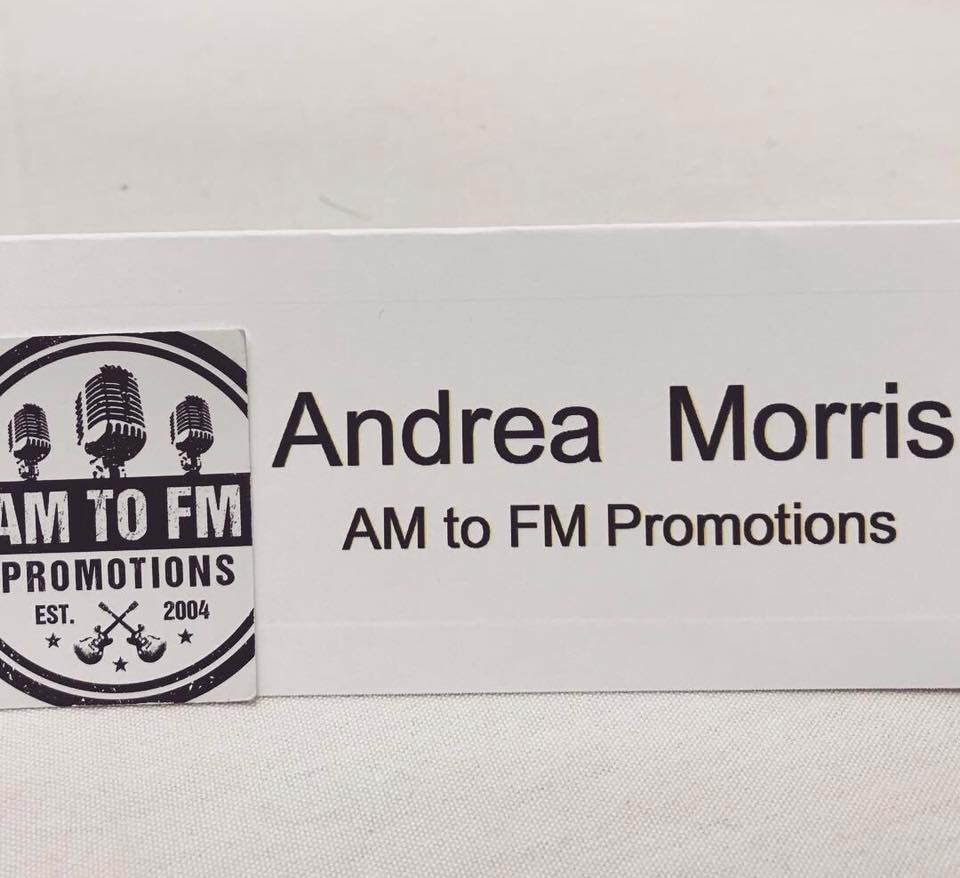 AM TO FM
PROMOTIONS
EST. 2004
Andrea Morris
AM to FM Promotions